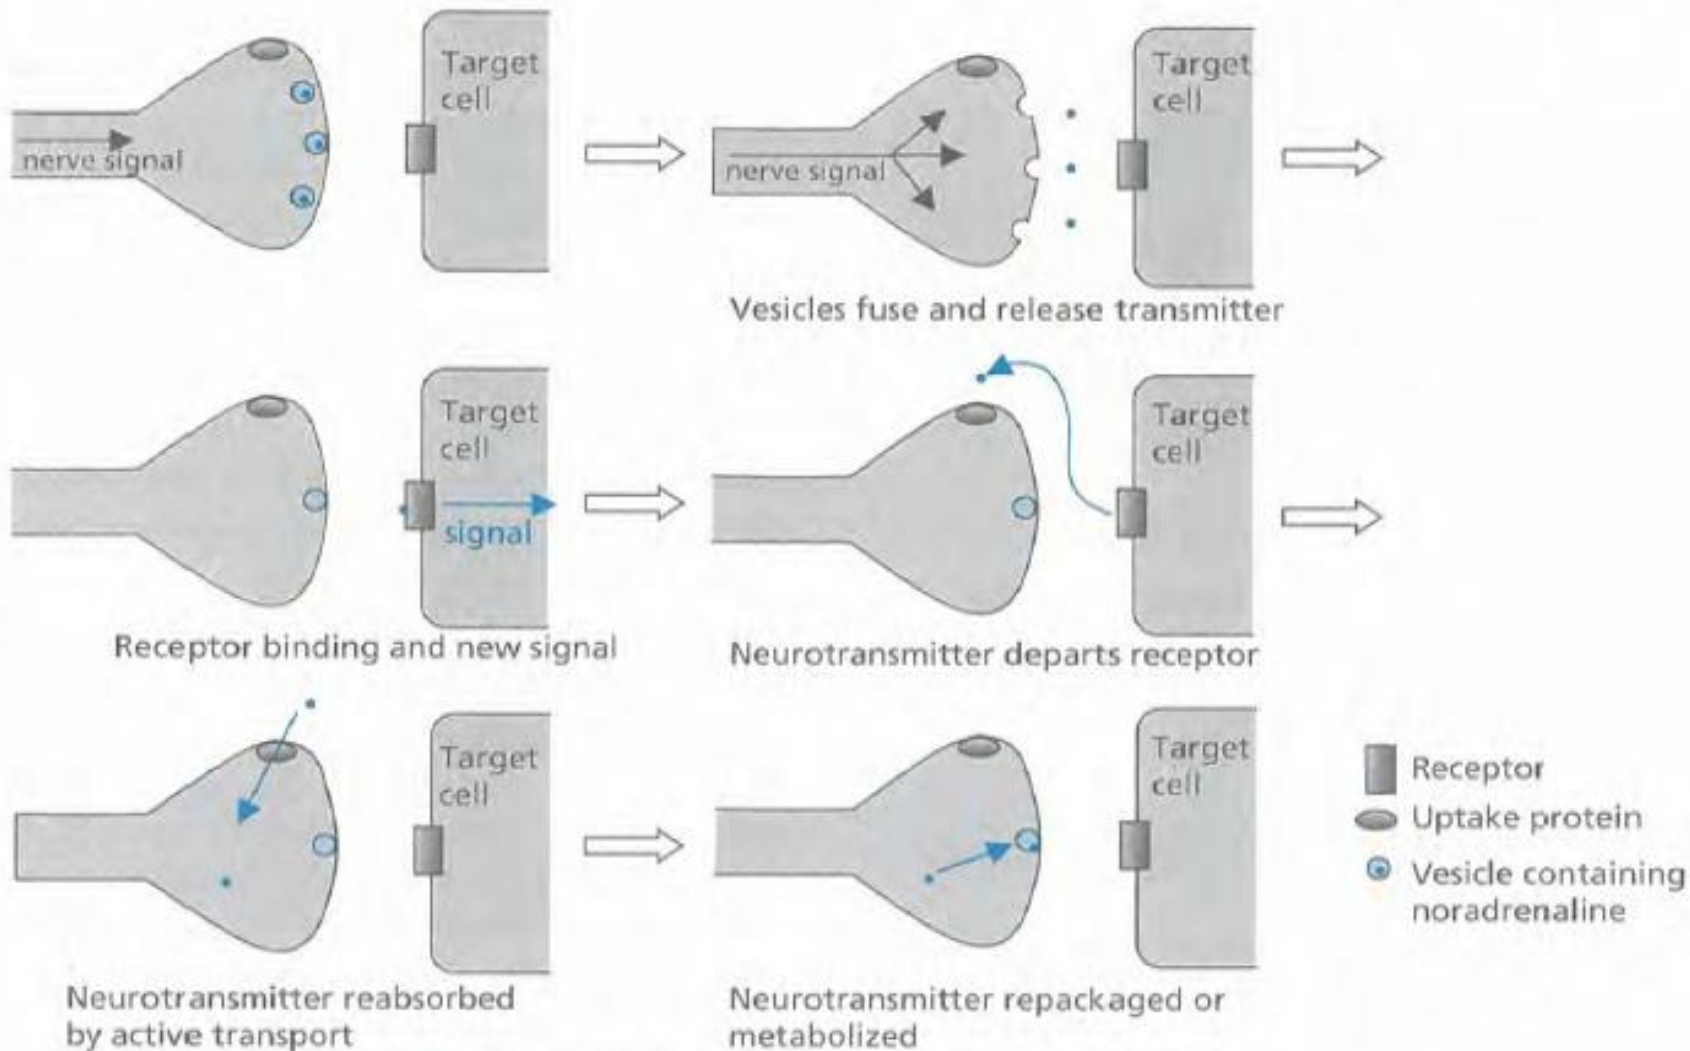 Target
cell
nerve signal
Target
cell
nerve signal
Vesicles fuse and release transmitter
Target
cell
signal
Receptor binding and new signal
Target
cell
Neurotransmitter departs receptor
Target
cell
Neurotransmitter reabsorbed
by active transport
Target
cell
Neurotransmitter repackaged or
metabolized
Receptor
Uptake protein
Vesicle containing
noradrenaline